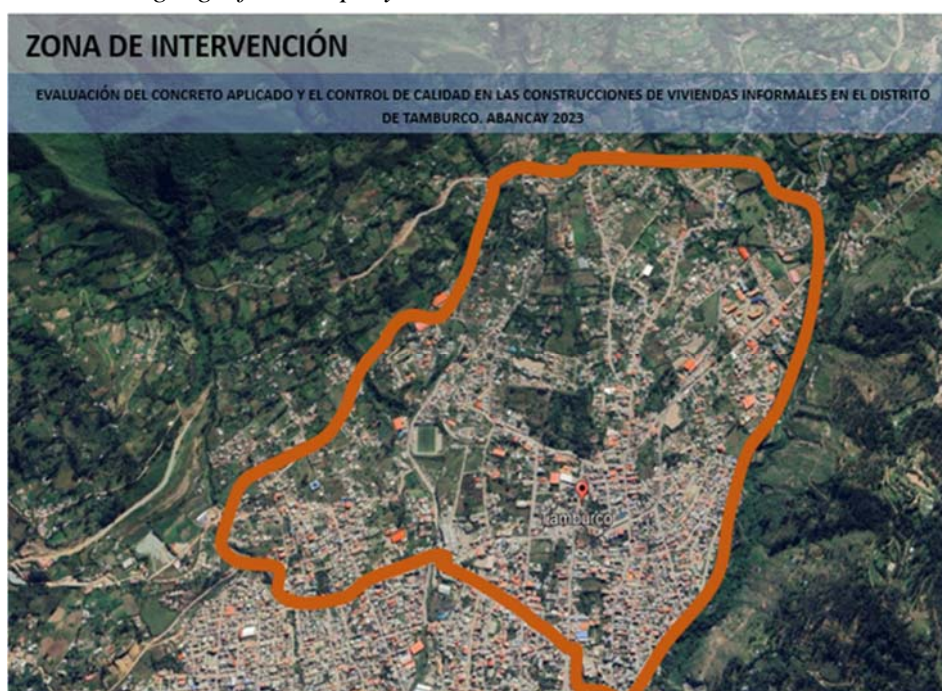 ZONA DE INTERVENCIÓN
EVALUACIÓN DEL CONCRETO APLICADO Y EL CONTROL DE CALIDAD EN LAS CONSTRUCCIONES DE VIVIENDAS INFORMALES EN EL DISTRITO
DE TAMBURCO. ABANCAY 2023
Tamburco